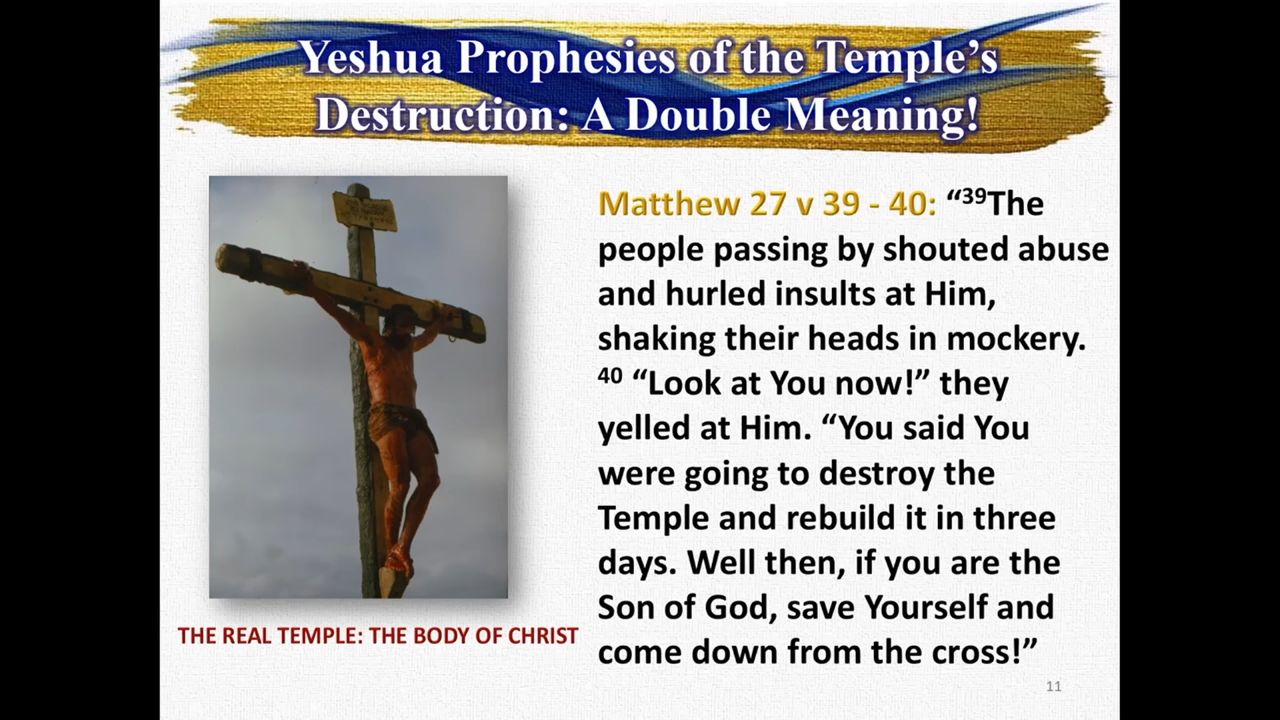 Yeshua Prophesies of the Temple’s
Destruction: A Double Meaning!
Matthew 27 v 39 - 40: “³⁹The
people passing by shouted abuse
and hurled insults at Him,
shaking their heads in mockery.
⁴⁰ “Look at You now!” they
yelled at Him. “You said You
were going to destroy the
Temple and rebuild it in three
days. Well then, if you are the
Son of God, save Yourself and
come down from the cross!”
THE REAL TEMPLE: THE BODY OF CHRIST
11